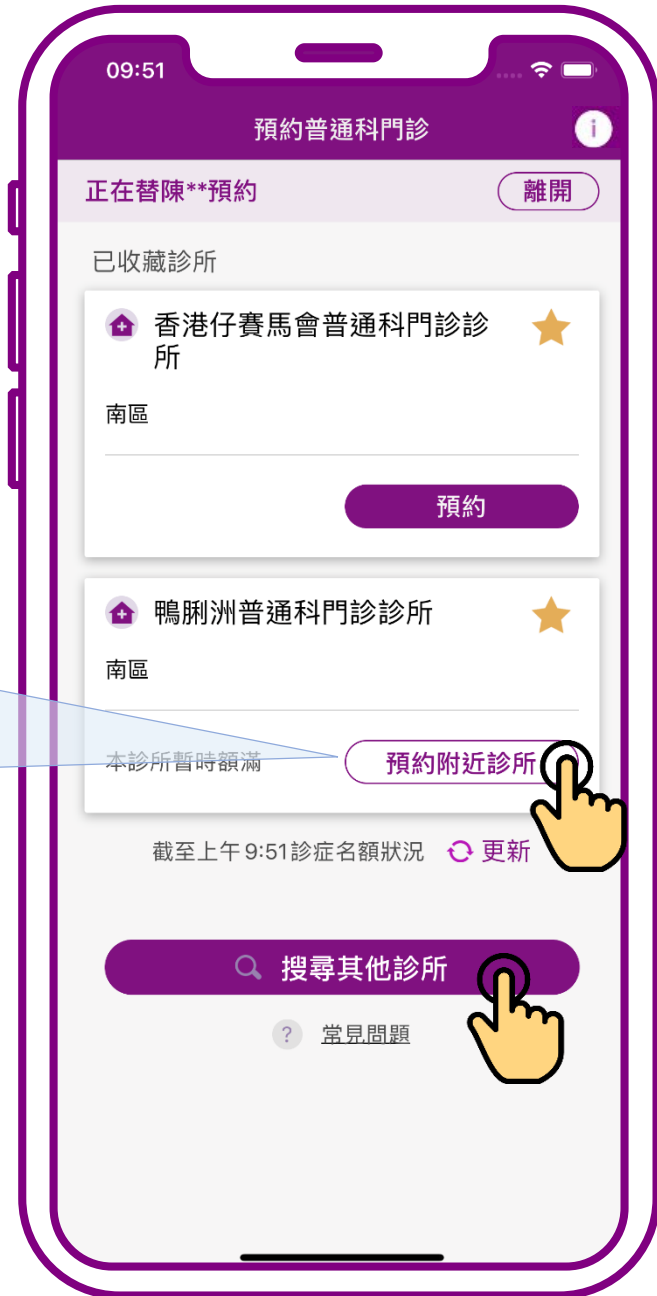 09:51
預約普通科門診
i
正在替陳**預約
離開
已收藏診所
香港仔賽馬會普通科門診診
所
南區
預約
鴨脷洲普通科門診診所
南區
本診所暫時額滿
預約附近診所
截至上午9:51診症名額狀況 更新
搜尋其他診所
? 常見問題